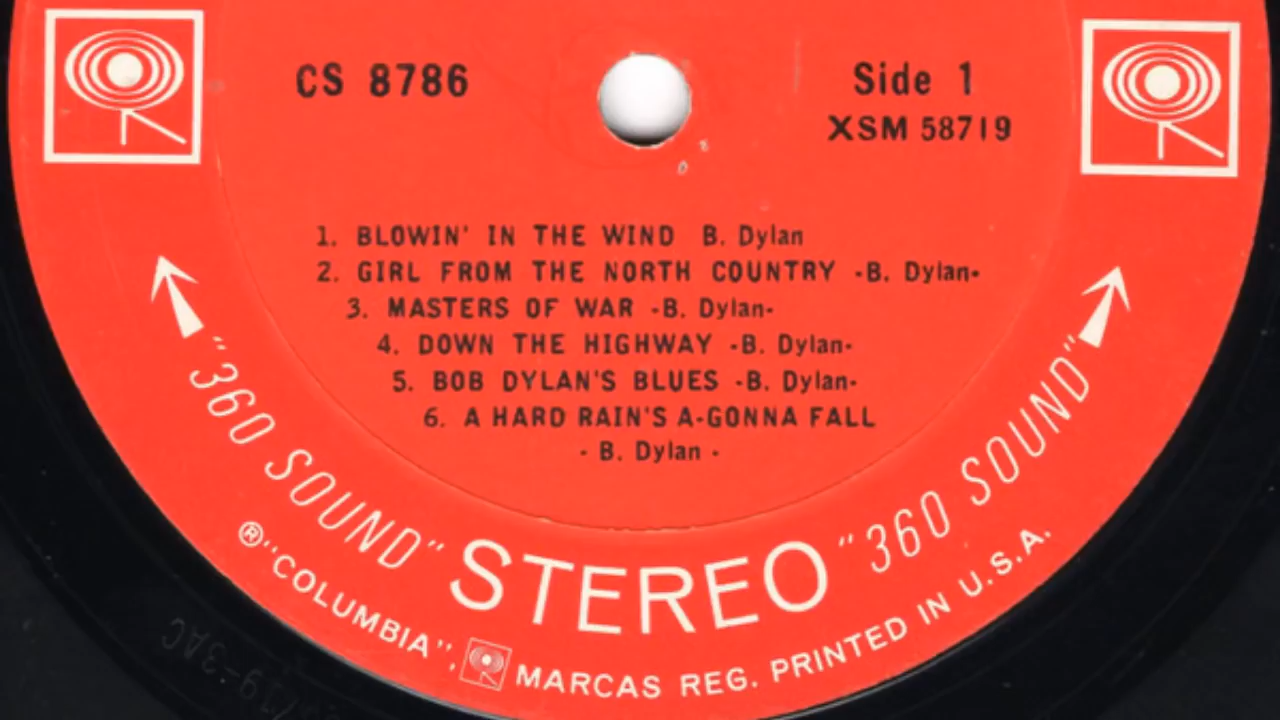 CS 8786
Side 1
XSM 58719
1. BLOWIN' IN THE WIND B. Dylan
2. GIRL FROM THE NORTH COUNTRY -B. Dylan-
3. MASTERS OF WAR -B. Dylan-
4. DOWN THE HIGHWAY -B. Dylan-
5. BOB DYLAN'S BLUES -B. Dylan-
6. A HARD RAIN'S A-GONNA FALL
- B. Dylan -
"360 SOUND" STEREO "360 SOUND"
® "COLUMBIA", MARCAS REG. PRINTED IN U.S.A.